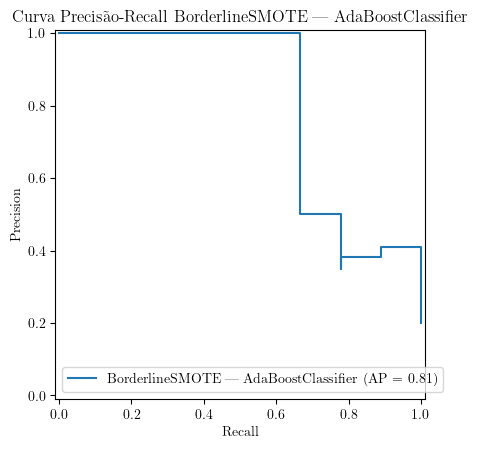 Curva Precisão-Recall BorderlineSMOTE — AdaBoostClassifier
1.0
0.8
0.6
0.4
0.2
0.0
Precision
BorderlineSMOTE — AdaBoostClassifier (AP = 0.81)
0.0 0.2 0.4 0.6 0.8 1.0
Recall